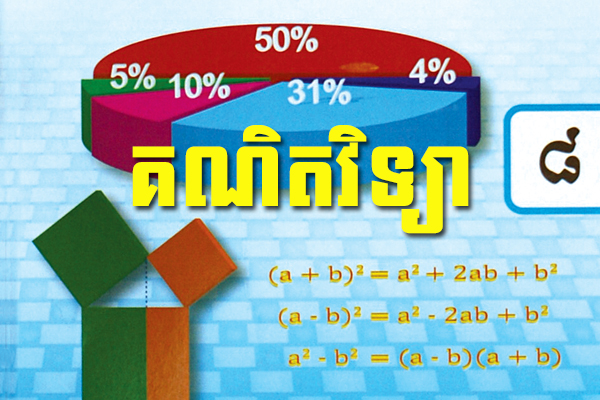 50%
5% 10% 31% 4%
គណិតវិទ្យា
៨
(a + b)² = a² + 2ab + b²
(a - b)² = a² - 2ab + b²
a² - b² = (a - b)(a + b)